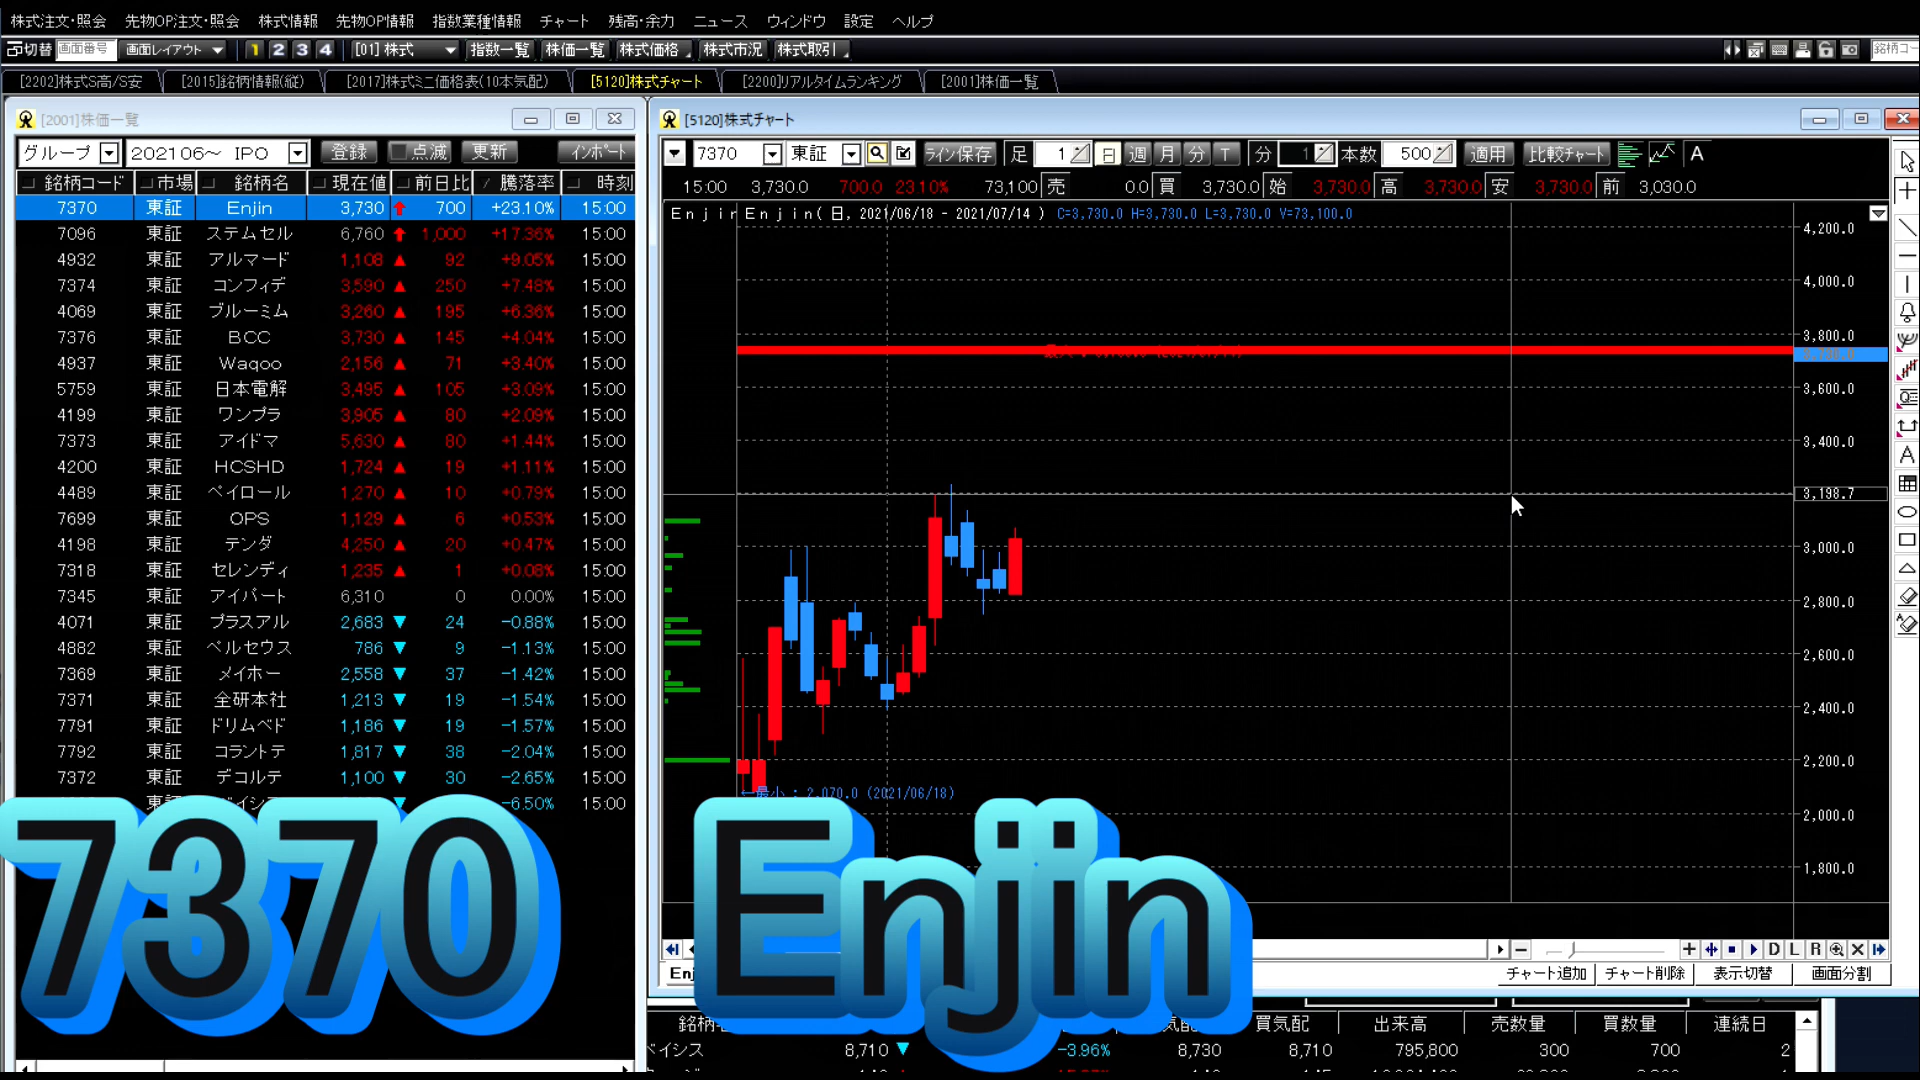 株式注文・照会 先物OP注文・照会 株式情報 先物OP情報 指数業種情報 チャート 残高・余力 ニュース ウィンドウ 設定 ヘルプ
切替 画面番号 画面レイアウト 1 2 3 4 [01] 株式 指数一覧 株価一覧 株式価格 株式市況 株式取引 銘柄コー
[2202]株式S高/S安 [2015]銘柄情報(縦) [2017]株式ミニ価格表(10本気配) [5120]株式チャート [2200]リアルタイムランキング [2001]株価一覧
[2001]株価一覧
グループ 202106～ IPO 登録 点滅 更新 インポート
銘柄コード 市場 銘柄名 現在値 前日比 騰落率 時刻
7370 東証 Enjin 3,730 700 +23.10% 15:00
7096 東証 ステムセル 6,760 1,000 +17.36% 15:00
4932 東証 アルマード 1,108 ▲ 92 +9.05% 15:00
7374 東証 コンフィデ 3,590 ▲ 250 +7.48% 15:00
4069 東証 ブルーミム 3,260 ▲ 195 +6.36% 15:00
7376 東証 BCC 3,730 ▲ 145 +4.04% 15:00
4937 東証 Waqoo 2,156 ▲ 71 +3.40% 15:00
5759 東証 日本電解 3,495 ▲ 105 +3.09% 15:00
4199 東証 ワンプラ 3,905 ▲ 80 +2.09% 15:00
7373 東証 アイドマ 5,630 ▲ 80 +1.44% 15:00
4200 東証 HCSHD 1,724 ▲ 19 +1.11% 15:00
4489 東証 ペイロール 1,270 ▲ 10 +0.79% 15:00
7699 東証 OPS 1,129 ▲ 6 +0.53% 15:00
4198 東証 テンダ 4,250 ▲ 20 +0.47% 15:00
7318 東証 セレンディ 1,235 ▲ 1 +0.08% 15:00
7345 東証 アイパート 6,310 0 0.00% 15:00
4071 東証 プラスアル 2,683 ▼ 24 -0.88% 15:00
4882 東証 ペルセウス 786 ▼ 9 -1.13% 15:00
7369 東証 メイホー 2,558 ▼ 37 -1.42% 15:00
7371 東証 全研本社 1,213 ▼ 19 -1.54% 15:00
7791 東証 ドリムベド 1,186 ▼ 19 -1.57% 15:00
7792 東証 コラントテ 1,817 ▼ 38 -2.04% 15:00
7372 東証 デコルテ 1,100 ▼ 30 -2.65% 15:00
-6.50% 15:00
[5120]株式チャート
7370 東証 ライン保存 足 1 日 週 月 分 T 分 1 本数 500 適用 比較チャート A
15:00 3,730.0 700.0 23.10% 73,100 売 0.0 買 3,730.0 始 3,730.0 高 3,730.0 安 3,730.0 前 3,030.0
Enjin Enjin( 日, 2021/06/18 - 2021/07/14 ) C=3,730.0 H=3,730.0 L=3,730.0 V=73,100.0
4,200.0
4,000.0
3,800.0
3,600.0
3,400.0
3,198.7
3,000.0
2,800.0
2,600.0
2,400.0
2,200.0
2,000.0
1,800.0
←最小 : 2,070.0 (2021/06/18)
7370 Enjin
D L R
チャート追加 チャート削除 表示切替 画面分割
買気配 出来高 売数量 買数量 連続日
ベイシス 8,710 ▼ -3.96% 8,730 8,710 795,800 300 700 2